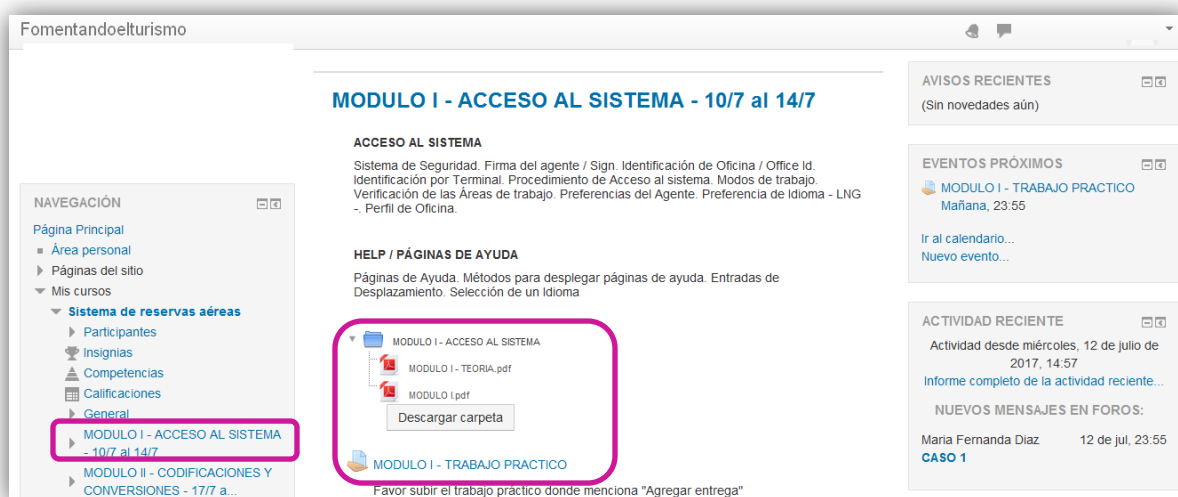 Fomentandoelturismo
NAVEGACIÓN
Página Principal
Área personal
Páginas del sitio
Mis cursos
Sistema de reservas aéreas
Participantes
Insignias
Competencias
Calificaciones
General
MODULO I - ACCESO AL SISTEMA
- 10/7 al 14/7
MODULO II - CODIFICACIONES Y
CONVERSIONES - 17/7 a...
MODULO I - ACCESO AL SISTEMA - 10/7 al 14/7
ACCESO AL SISTEMA
Sistema de Seguridad. Firma del agente / Sign. Identificación de Oficina / Office Id.
Identificación por Terminal. Procedimiento de Acceso al sistema. Modos de trabajo.
Verificación de las Áreas de trabajo. Preferencias del Agente. Preferencia de Idioma - LNG
-. Perfil de Oficina.
HELP / PÁGINAS DE AYUDA
Páginas de Ayuda. Métodos para desplegar páginas de ayuda. Entradas de
Desplazamiento. Selección de un Idioma
MODULO I - ACCESO AL SISTEMA
MODULO I - TEORIA.pdf
MODULO I.pdf
Descargar carpeta
MODULO I - TRABAJO PRACTICO
Favor subir el trabajo práctico donde menciona "Agregar entrega"
AVISOS RECIENTES
(Sin novedades aún)
EVENTOS PRÓXIMOS
MODULO I - TRABAJO PRACTICO
Mañana, 23:55
Ir al calendario...
Nuevo evento...
ACTIVIDAD RECIENTE
Actividad desde miércoles, 12 de julio de
2017, 14:57
Informe completo de la actividad reciente...
NUEVOS MENSAJES EN FOROS:
Maria Fernanda Diaz 12 de jul, 23:55
CASO 1